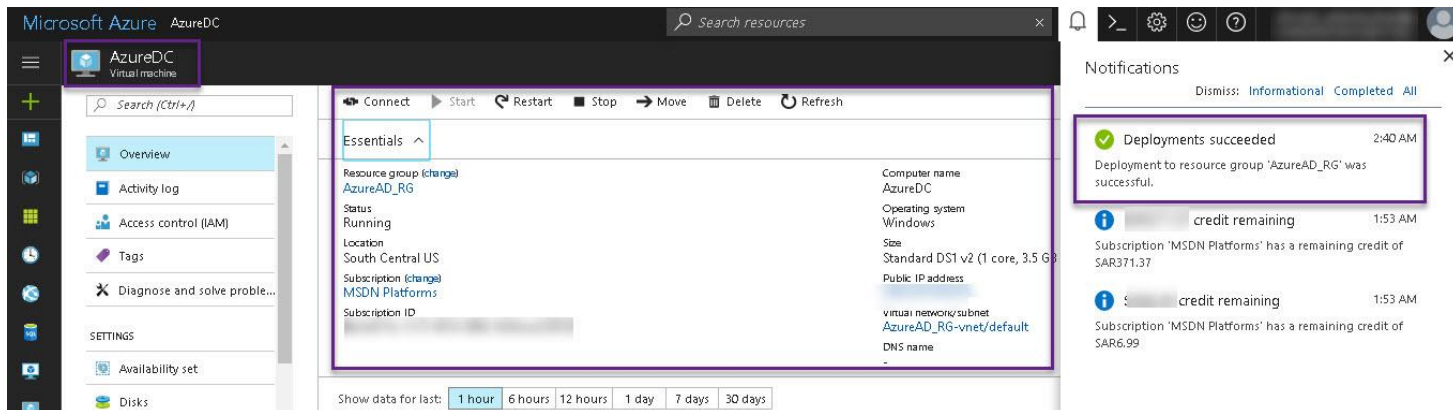 Microsoft Azure AzureDC
Search resources
AzureDC
Virtual machine
Search (Ctrl+/)
Overview
Activity log
Access control (IAM)
Tags
Diagnose and solve proble...
SETTINGS
Availability set
Disks
Connect Start Restart Stop Move Delete Refresh
Essentials
Resource group (change)
AzureAD_RG
Status
Running
Location
South Central US
Subscription (change)
MSDN Platforms
Subscription ID
Computer name
AzureDC
Operating system
Windows
Size
Standard DS1 v2 (1 core, 3.5 GB
Public IP address
Virtual network/subnet
AzureAD_RG-vnet/default
DNS name
-
Show data for last: 1 hour 6 hours 12 hours 1 day 7 days 30 days
Notifications
Dismiss: Informational Completed All
Deployments succeeded 2:40 AM
Deployment to resource group 'AzureAD_RG' was
successful.
credit remaining 1:53 AM
Subscription 'MSDN Platforms' has a remaining credit of
SAR371.37
credit remaining 1:53 AM
Subscription 'MSDN Platforms' has a remaining credit of
SAR6.99